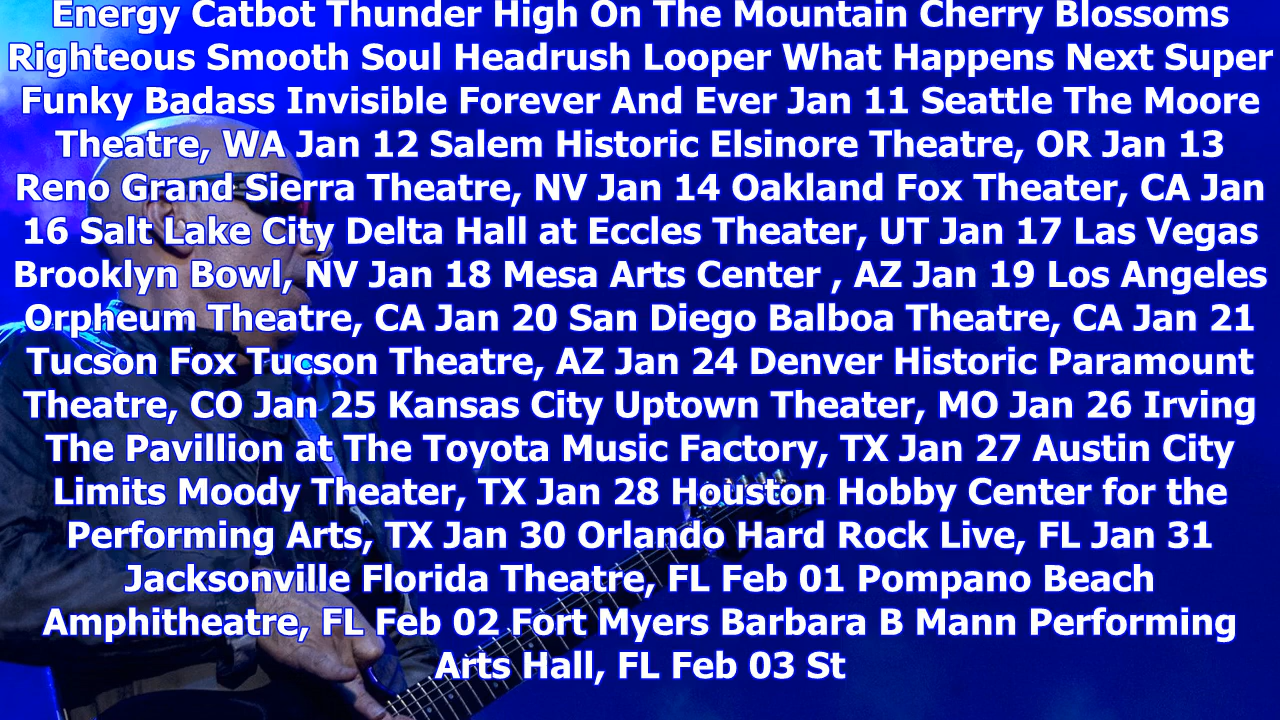 Energy Catbot Thunder High On The Mountain Cherry Blossoms
Righteous Smooth Soul Headrush Looper What Happens Next Super
Funky Badass Invisible Forever And Ever Jan 11 Seattle The Moore
Theatre, WA Jan 12 Salem Historic Elsinore Theatre, OR Jan 13
Reno Grand Sierra Theatre, NV Jan 14 Oakland Fox Theater, CA Jan
16 Salt Lake City Delta Hall at Eccles Theater, UT Jan 17 Las Vegas
Brooklyn Bowl, NV Jan 18 Mesa Arts Center , AZ Jan 19 Los Angeles
Orpheum Theatre, CA Jan 20 San Diego Balboa Theatre, CA Jan 21
Tucson Fox Tucson Theatre, AZ Jan 24 Denver Historic Paramount
Theatre, CO Jan 25 Kansas City Uptown Theater, MO Jan 26 Irving
The Pavillion at The Toyota Music Factory, TX Jan 27 Austin City
Limits Moody Theater, TX Jan 28 Houston Hobby Center for the
Performing Arts, TX Jan 30 Orlando Hard Rock Live, FL Jan 31
Jacksonville Florida Theatre, FL Feb 01 Pompano Beach
Amphitheatre, FL Feb 02 Fort Myers Barbara B Mann Performing
Arts Hall, FL Feb 03 St